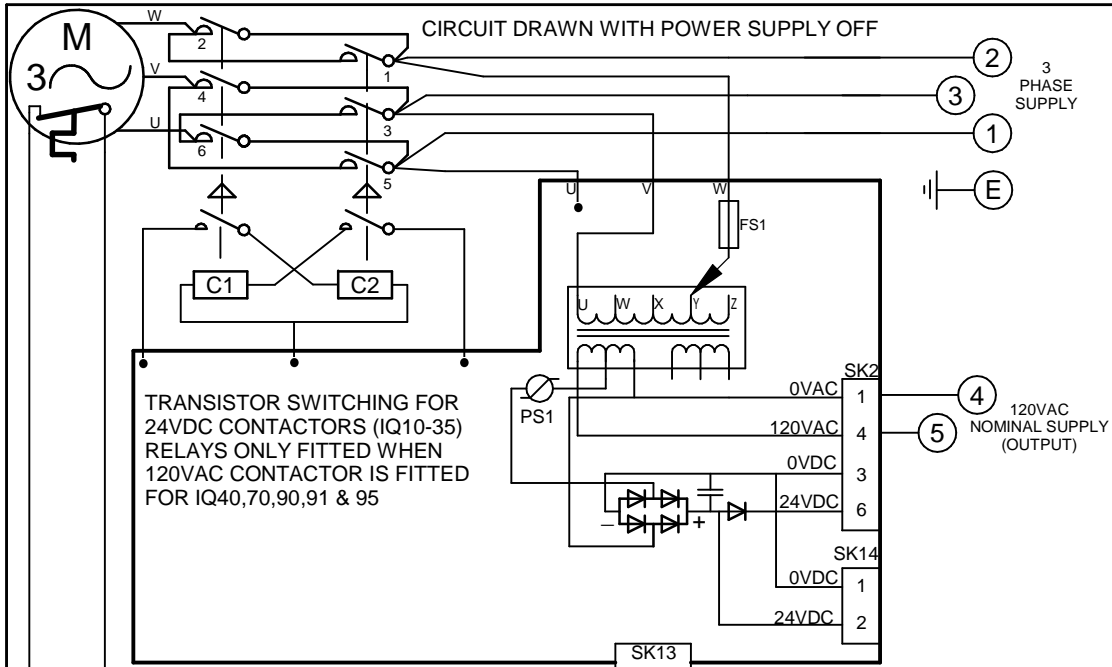 CIRCUIT DRAWN WITH POWER SUPPLY OFF
M
3
W
V
U
2
4
6
1
3
5
2
3
1
E
3
PHASE
SUPPLY
U
V
W
FS1
C1
C2
U
W
X
Y
Z
PS1
TRANSISTOR SWITCHING FOR
24VDC CONTACTORS (IQ10-35)
RELAYS ONLY FITTED WHEN
120VAC CONTACTOR IS FITTED
FOR IQ40,70,90,91 & 95
SK2
0VAC
1
120VAC
4
0VDC
3
24VDC
6
4
5
120VAC
NOMINAL SUPPLY
(OUTPUT)
–
+
SK14
0VDC
1
24VDC
2
SK13